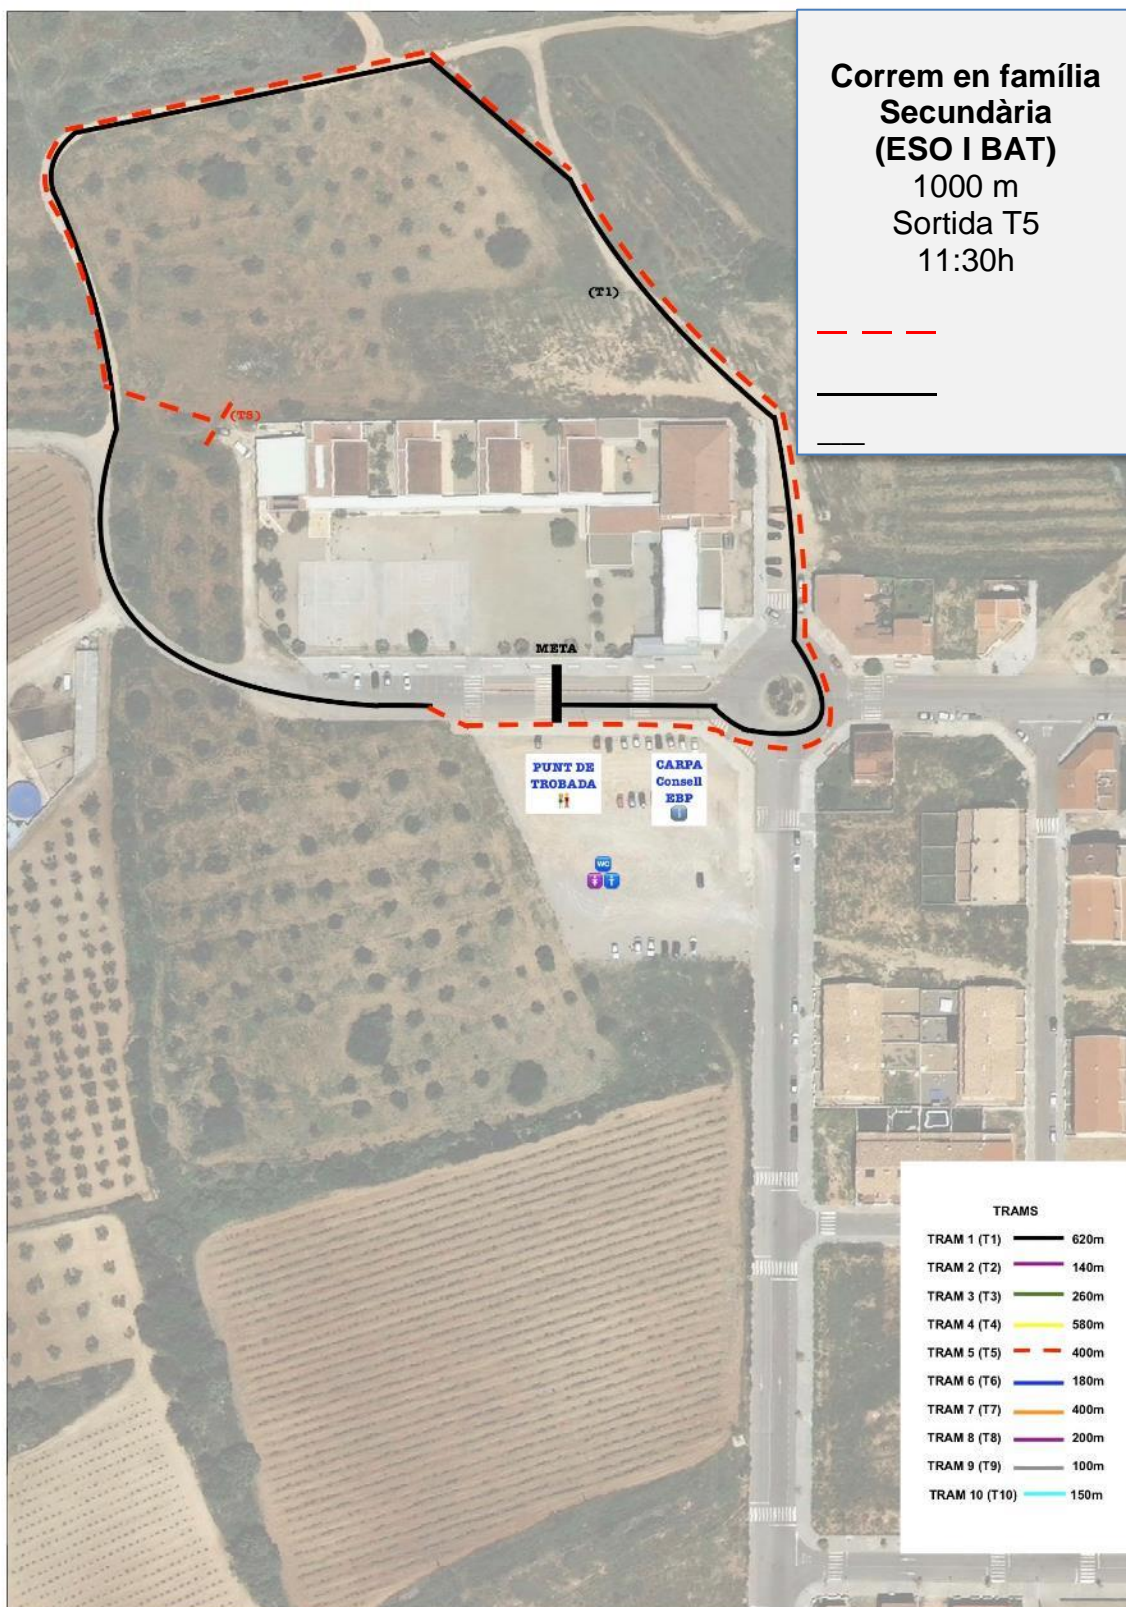 Correm en família
Secundària
(ESO I BAT)
1000 m
Sortida T5
11:30h
(T1)
(T5)
META
PUNT DE
TROBADA
CARPA
Consell
EBP
WC
TRAMS
TRAM 1 (T1) 620m
TRAM 2 (T2) 140m
TRAM 3 (T3) 260m
TRAM 4 (T4) 580m
TRAM 5 (T5) 400m
TRAM 6 (T6) 180m
TRAM 7 (T7) 400m
TRAM 8 (T8) 200m
TRAM 9 (T9) 100m
TRAM 10 (T10) 150m